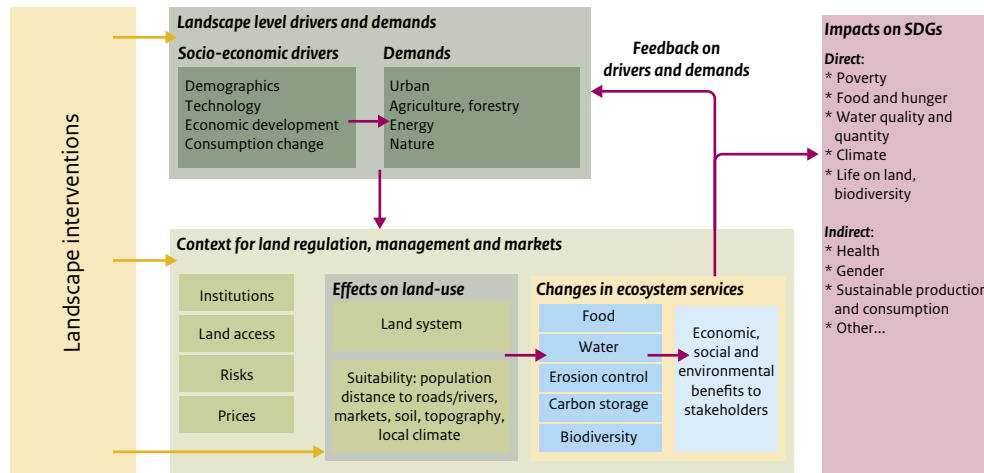 Landscape interventions
Landscape level drivers and demands
Socio-economic drivers
Demographics
Technology
Economic development
Consumption change
Demands
Urban
Agriculture, forestry
Energy
Nature
Feedback on
drivers and demands
Context for land regulation, management and markets
Institutions
Land access
Risks
Prices
Effects on land-use
Land system
Suitability: population
distance to roads/rivers,
markets, soil, topography,
local climate
Changes in ecosystem services
Food
Water
Erosion control
Carbon storage
Biodiversity
Economic,
social and
environmental
benefits to
stakeholders
Impacts on SDGs
Direct:
* Poverty
* Food and hunger
* Water quality and
quantity
* Climate
* Life on land,
biodiversity
Indirect:
* Health
* Gender
* Sustainable production
and consumption
* Other...